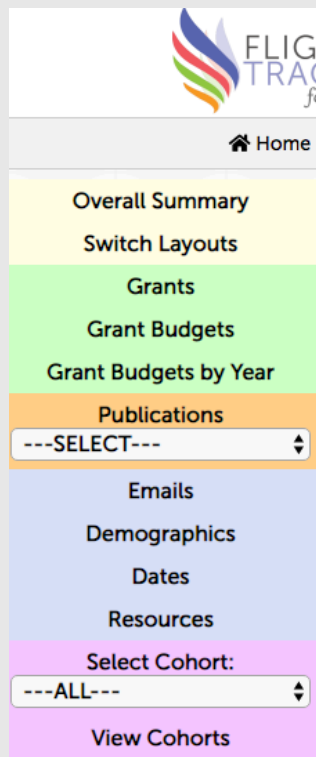 Home
Overall Summary
Switch Layouts
Grants
Grant Budgets
Grant Budgets by Year
Publications
---SELECT---
Emails
Demographics
Dates
Resources
Select Cohort:
---ALL---
View Cohorts